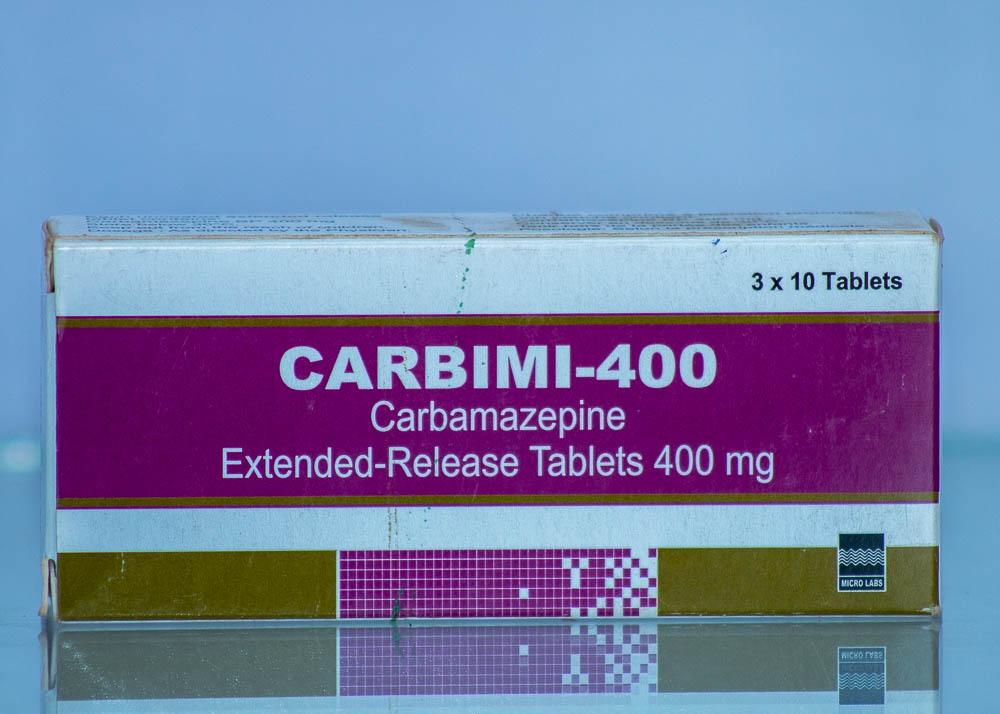 3 x 10 Tablets
CARBIMI-400
Carbamazepine
Extended-Release Tablets 400 mg
MICRO LABS